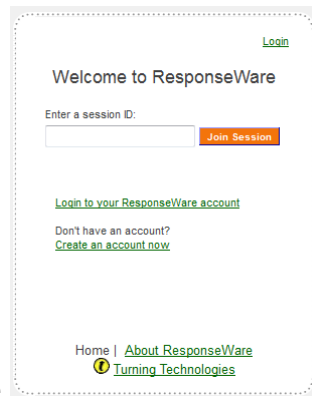 Login
Welcome to ResponseWare
Enter a session ID:
Join Session
Login to your ResponseWare account
Don't have an account?
Create an account now
Home | About ResponseWare
Turning Technologies